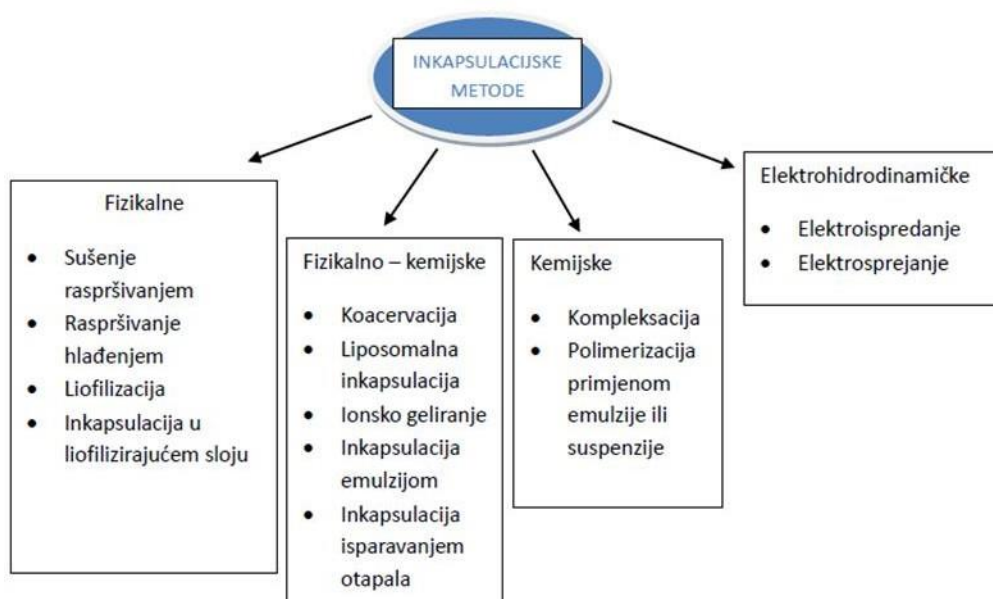 INKAPSULACIJSKE
METODE
Fizikalne
• Sušenje
raspršivanjem
• Raspršivanje
hlađenjem
• Liofilizacija
• Inkapsulacija u
liofilizirajućem sloju
Fizikalno – kemijske
• Koacervacija
• Liposomalna
inkapsulacija
• Ionsko geliranje
• Inkapsulacija
emulzijom
• Inkapsulacija
isparavanjem
otapala
Kemijske
• Kompleksacija
• Polimerizacija
primjenom
emulzije ili
suspenzije
Elektrohidrodinamičke
• Elektroispredanje
• Elektrosprejanje